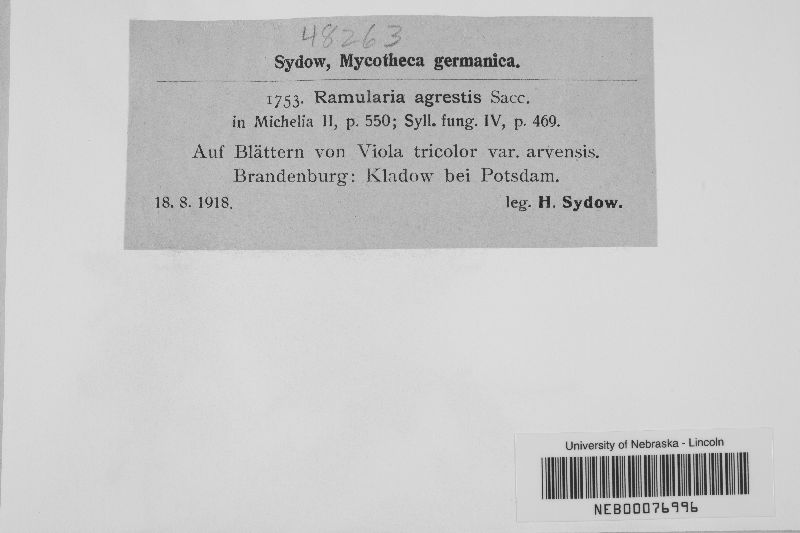 48263
Sydow, Mycotheca germanica.
1753. Ramularia agrestis Sacc.
in Michelia II, p. 550; Syll. fung. IV, p. 469.
Auf Blättern von Viola tricolor var. arvensis.
Brandenburg: Kladow bei Potsdam.
18. 8. 1918. leg. H. Sydow.
University of Nebraska - Lincoln
NEB00076996